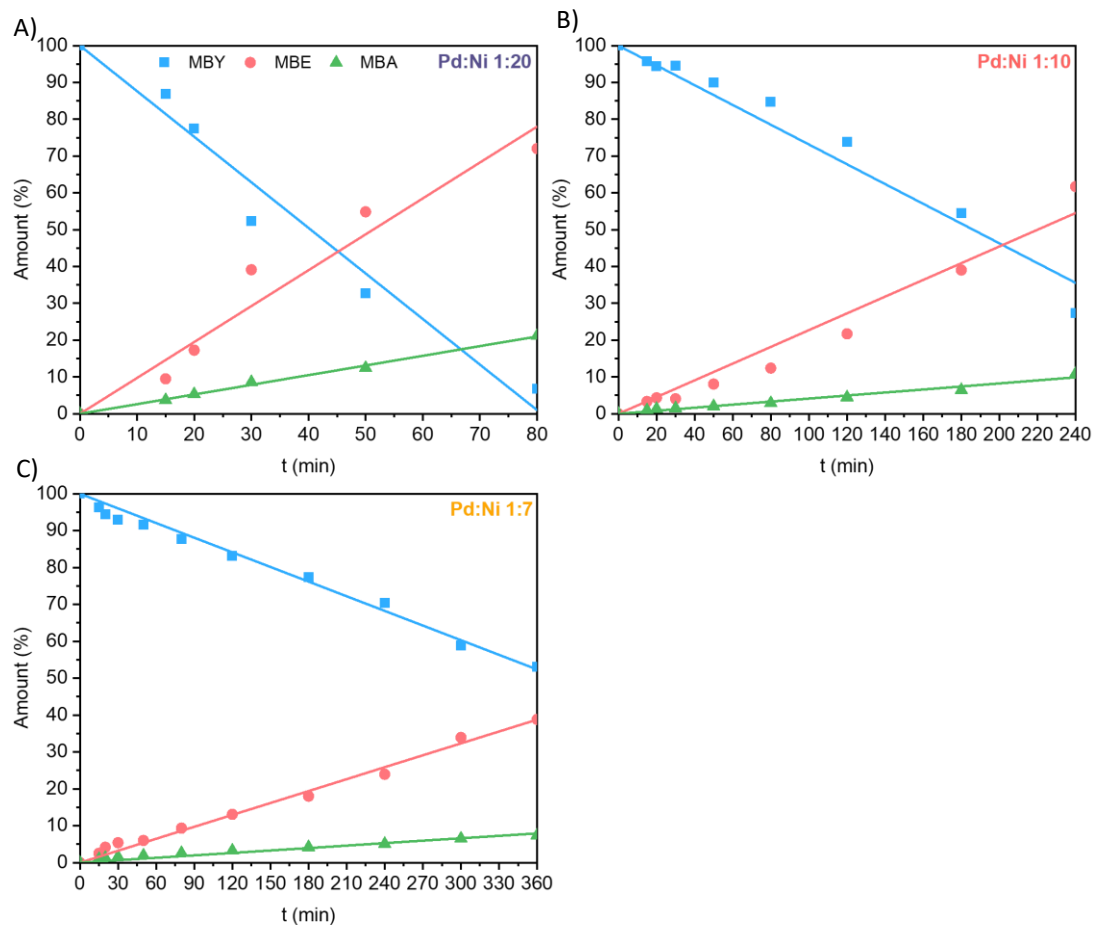 A)
Pd:Ni 1:20
MBY MBE MBA
Amount (%)
100
90
80
70
60
50
40
30
20
10
0
0 10 20 30 40 50 60 70 80
t (min)
B)
Pd:Ni 1:10
Amount (%)
100
90
80
70
60
50
40
30
20
10
0
0 20 40 60 80 100 120 140 160 180 200 220 240
t (min)
C)
Pd:Ni 1:7
Amount (%)
100
90
80
70
60
50
40
30
20
10
0
0 30 60 90 120 150 180 210 240 270 300 330 360
t (min)